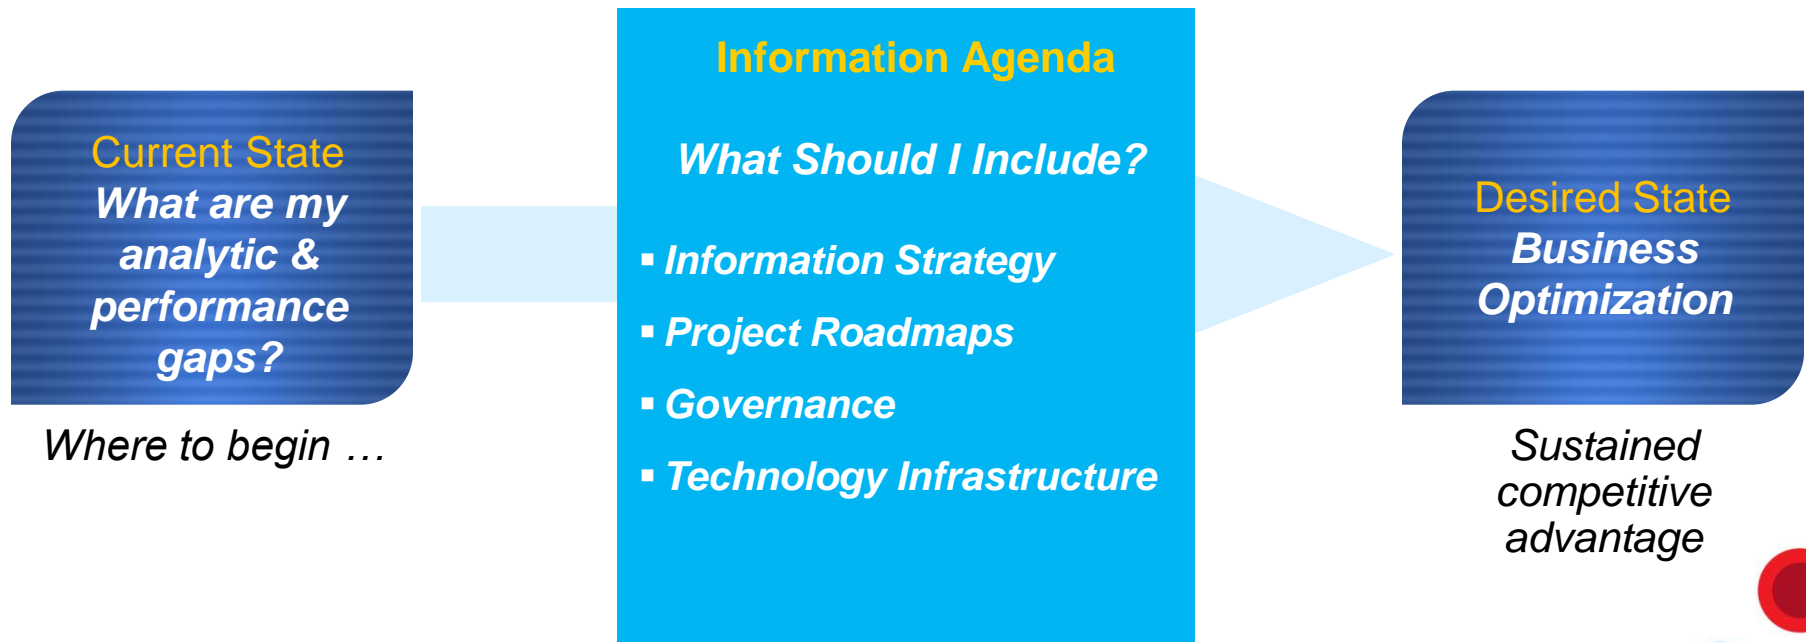 Current State
What are my
analytic &
performance
gaps?
Where to begin …
Information Agenda
What Should I Include?
▪ Information Strategy
▪ Project Roadmaps
▪ Governance
▪ Technology Infrastructure
Desired State
Business
Optimization
Sustained
competitive
advantage